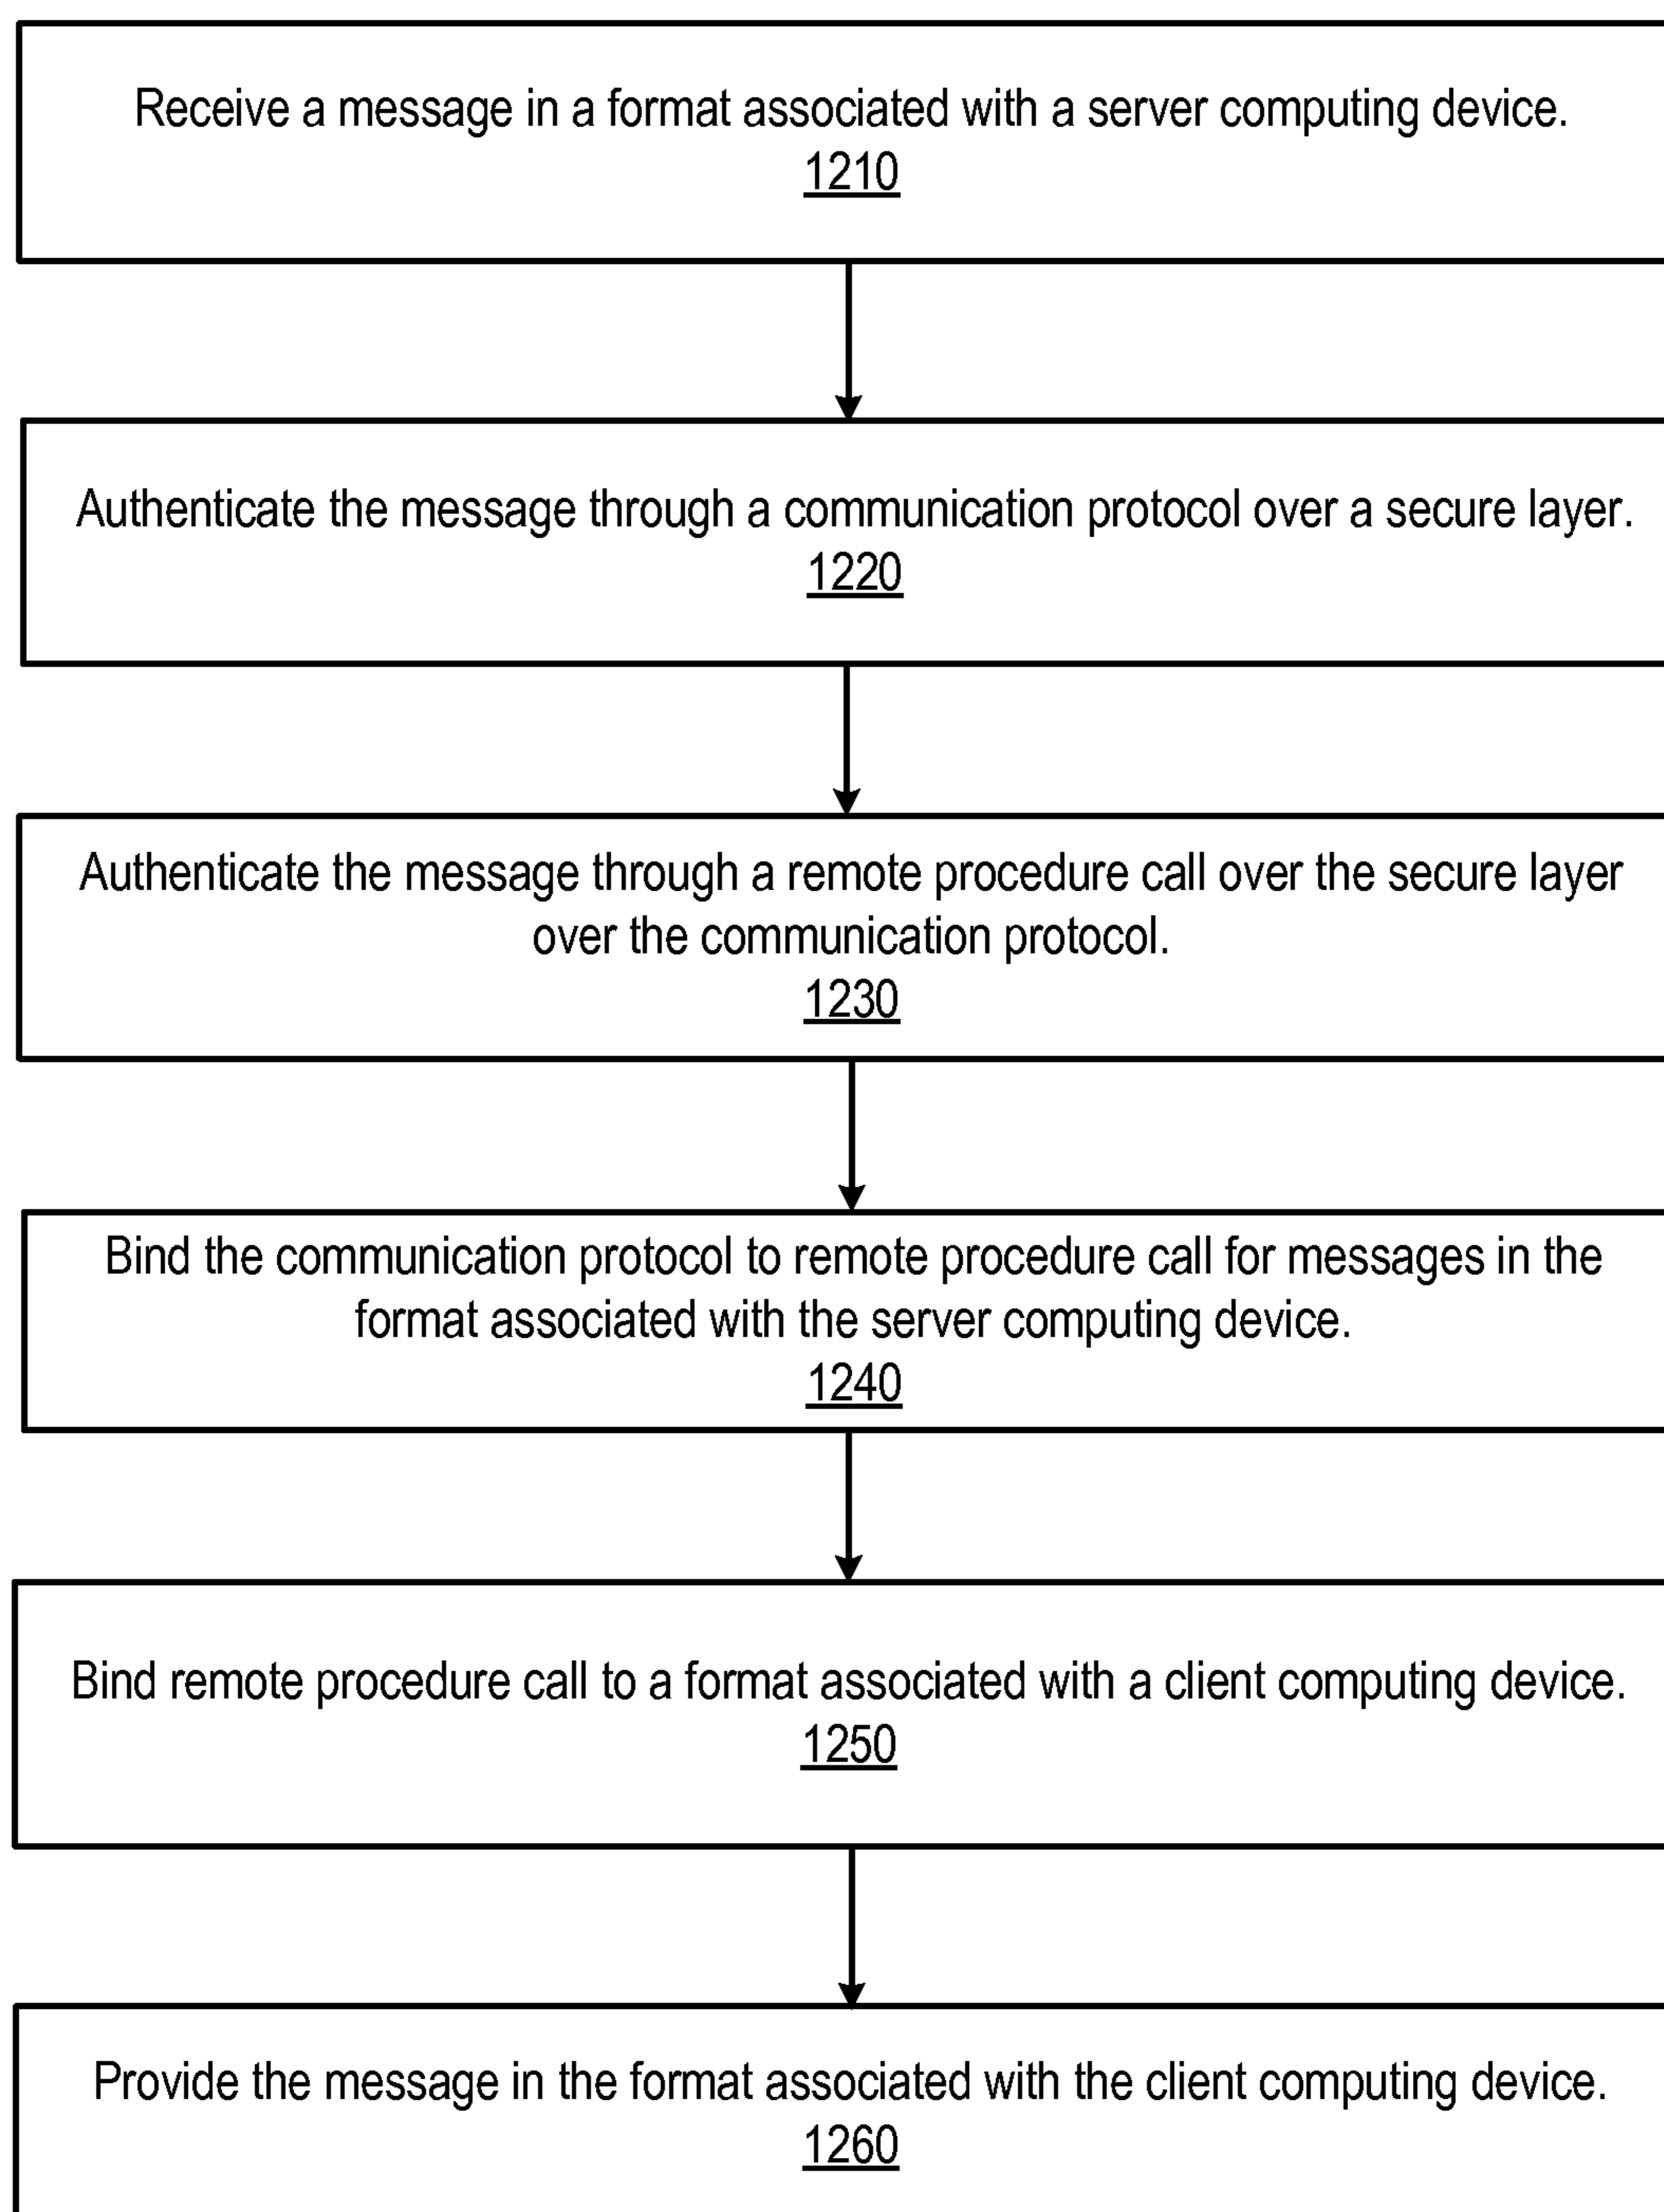 Receive a message in a format associated with a server computing device.
1210
Authenticate the message through a communication protocol over a secure layer.
1220
Authenticate the message through a remote procedure call over the secure layer
over the communication protocol.
1230
Bind the communication protocol to remote procedure call for messages in the
format associated with the server computing device.
1240
Bind remote procedure call to a format associated with a client computing device.
1250
Provide the message in the format associated with the client computing device.
1260